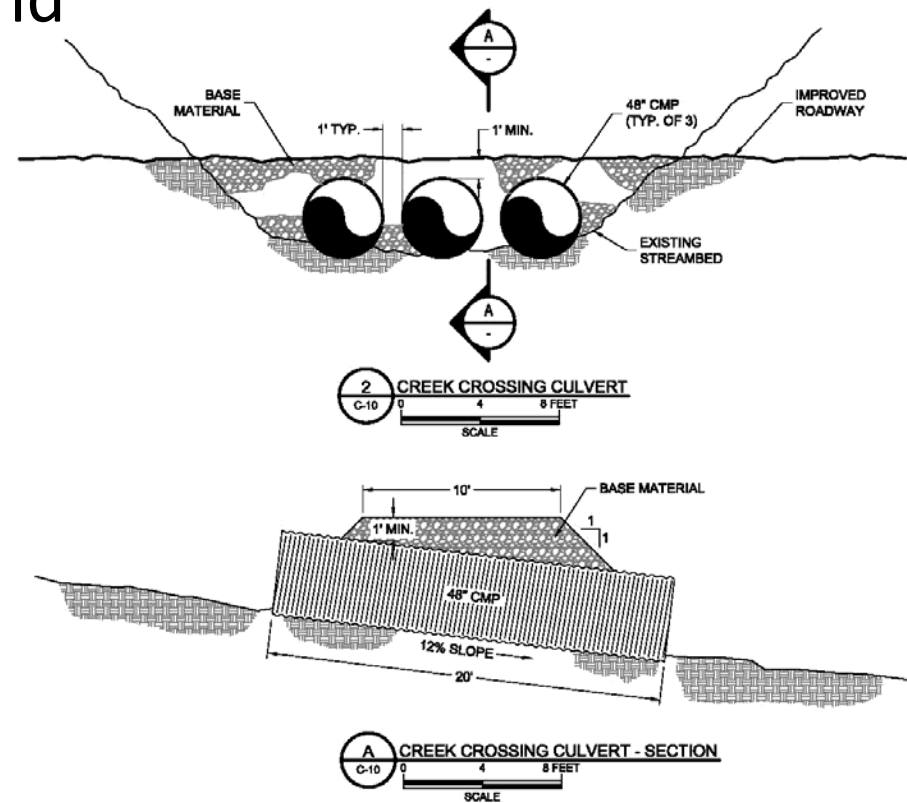 A
-
BASE
MATERIAL
1' TYP.
1' MIN.
48" CMP
(TYP. OF 3)
IMPROVED
ROADWAY
EXISTING
STREAMBED
A
-
2
C-10
CREEK CROSSING CULVERT
0 4 8 FEET
SCALE
10'
BASE MATERIAL
1' MIN.
1
1
48" CMP
12% SLOPE
20'
A
C-10
CREEK CROSSING CULVERT - SECTION
0 4 8 FEET
SCALE